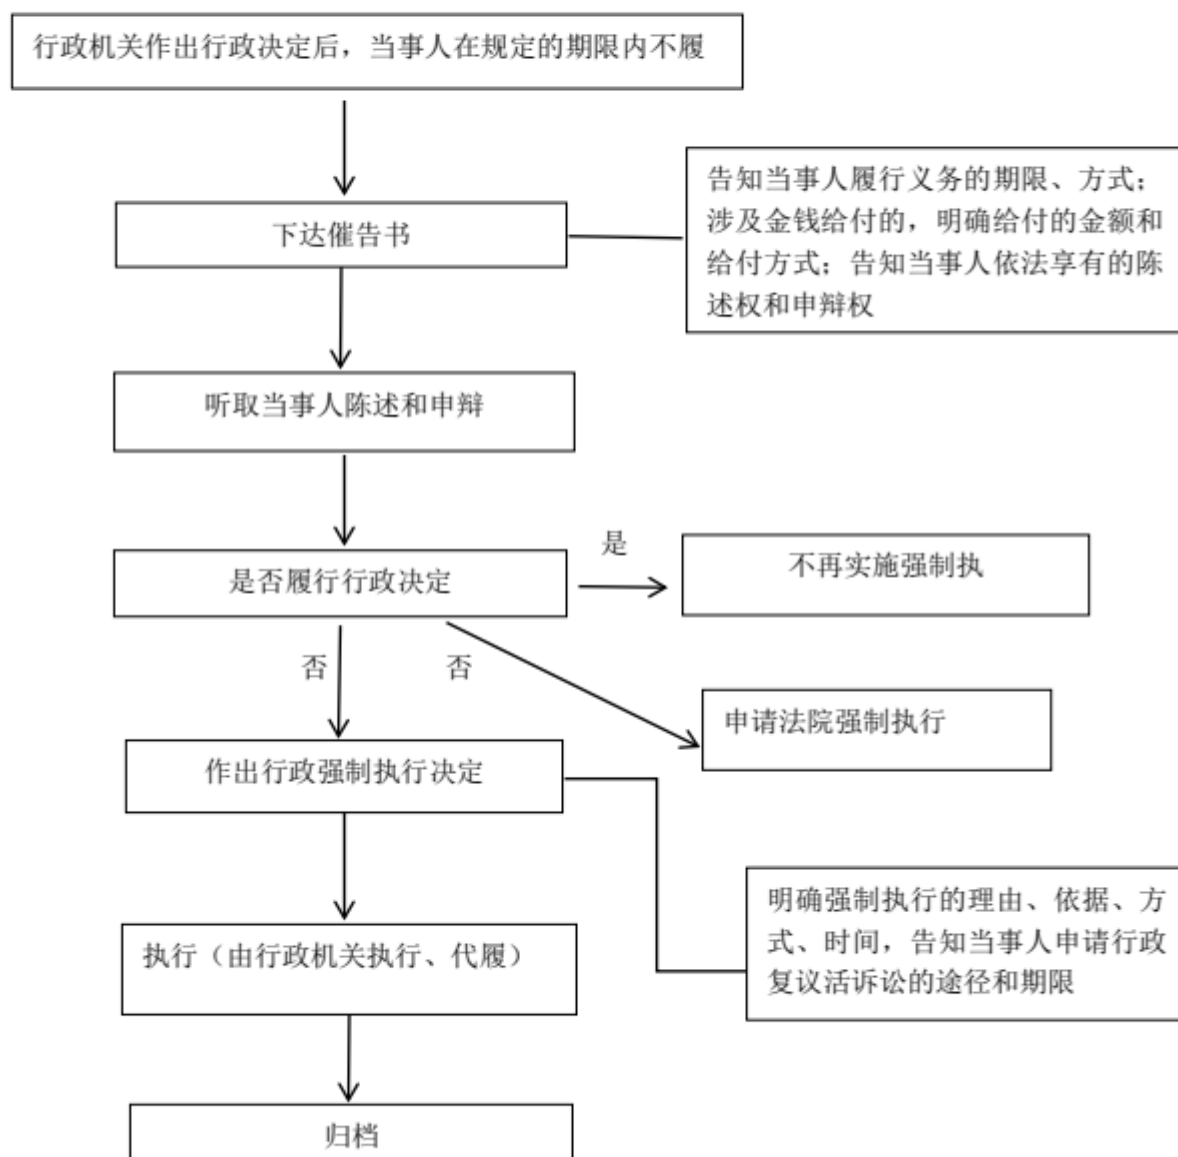 行政机关作出行政决定后，当事人在规定的期限内不履
告知当事人履行义务的期限、方式；
涉及金钱给付的，明确给付的金额和
给付方式；告知当事人依法享有的陈
述权和申辩权
下达催告书
听取当事人陈述和申辩
是否履行行政决定
是
不再实施强制执
否
否
申请法院强制执行
作出行政强制执行决定
明确强制执行的理由、依据、方
式、时间，告知当事人申请行政
复议活诉讼的途径和期限
执行（由行政机关执行、代履）
归档